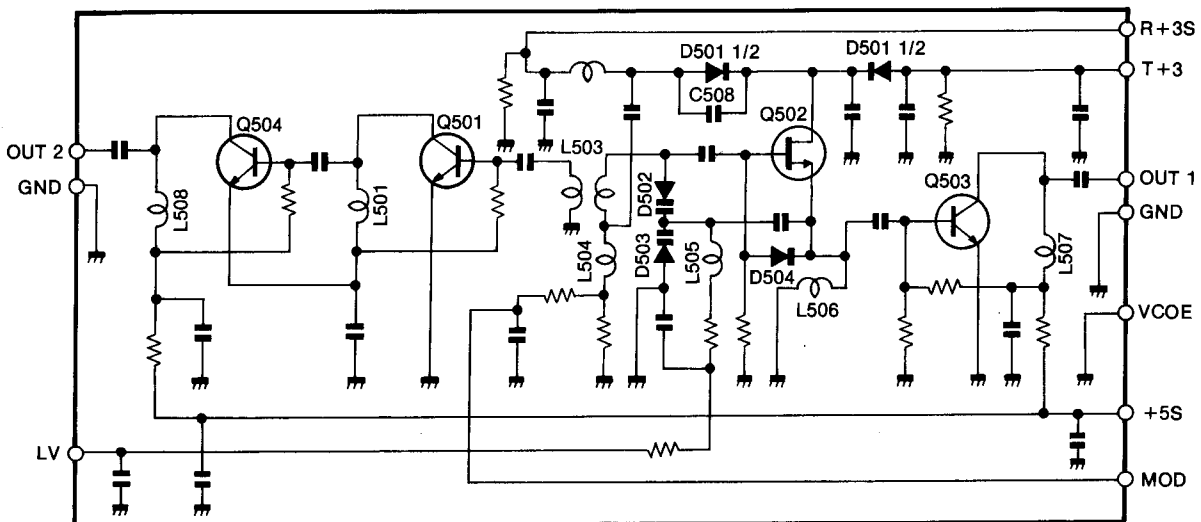 R+3S
D501 1/2
D501 1/2
T+3
C508
Q504
Q501
L503
Q502
OUT 2
GND
L508
L501
D502
Q503
OUT 1
GND
L504
D503
L505
D504
L506
L507
VCOE
+5S
LV
MOD